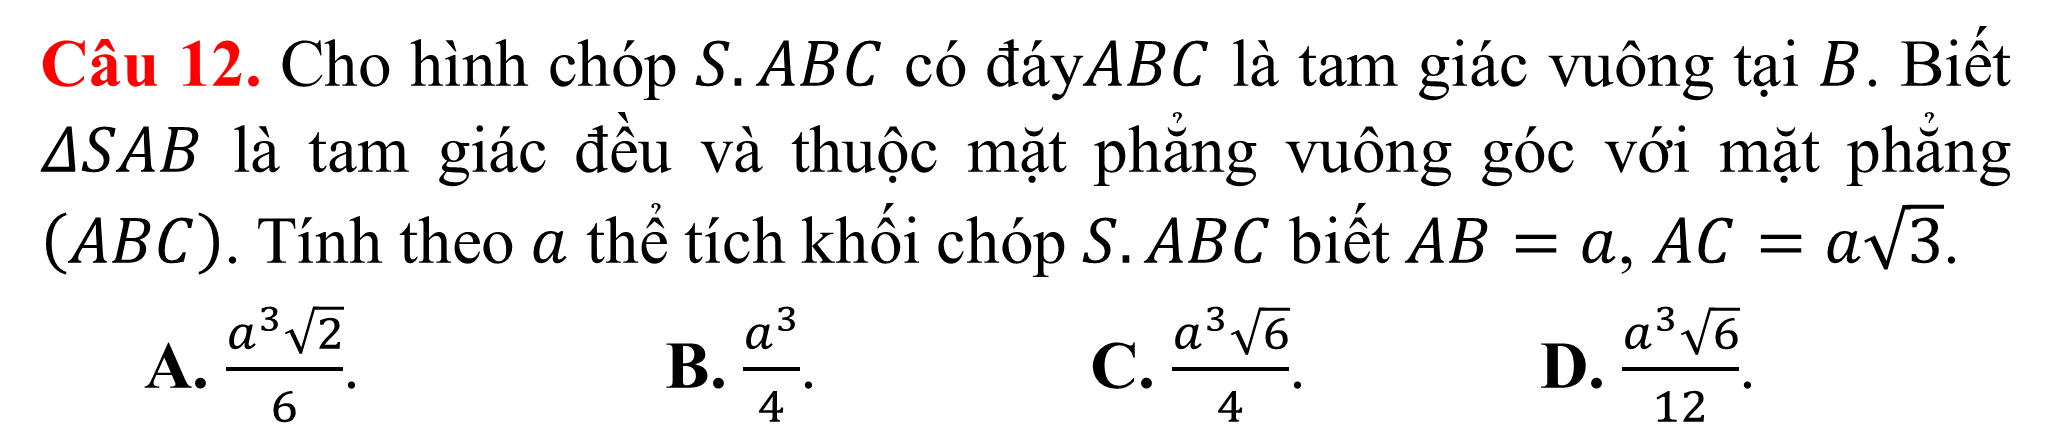 Câu 12. Cho hình chóp S.ABC có đáyABC là tam giác vuông tại B. Biết
ΔSAB là tam giác đều và thuộc mặt phẳng vuông góc với mặt phẳng
(ABC). Tính theo a thể tích khối chóp S.ABC biết AB = a, AC = a√3.
A. a³√2/6. B. a³/4. C. a³√6/4. D. a³√6/12.